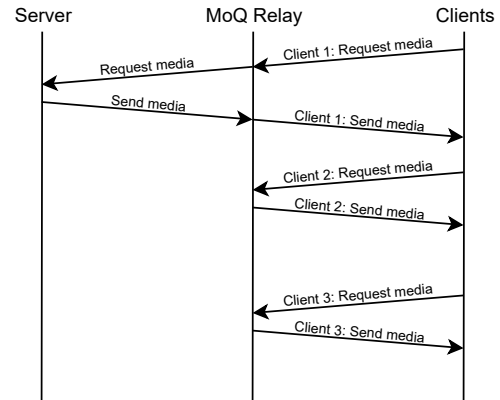 Server
MoQ Relay
Clients
Client 1: Request media
Request media
Send media
Client 1: Send media
Client 2: Request media
Client 2: Send media
Client 3: Request media
Client 3: Send media